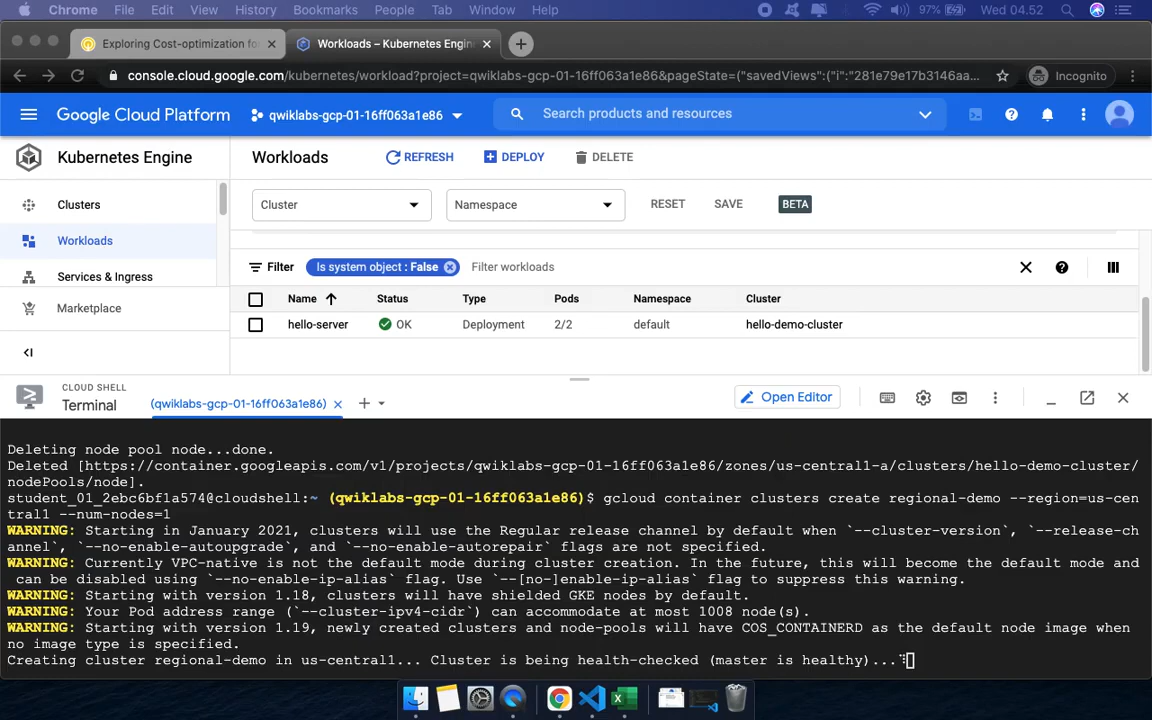 Chrome File Edit View History Bookmarks People Tab Window Help 97% Wed 04.52
Exploring Cost-optimization fo
Workloads – Kubernetes Engin
console.cloud.google.com/kubernetes/workload?project=qwiklabs-gcp-01-16ff063a1e86&pageState=("savedViews":("i":"281e79e17b3146aa... Incognito
Google Cloud Platform qwiklabs-gcp-01-16ff063a1e86 Search products and resources
Kubernetes Engine Workloads REFRESH DEPLOY DELETE
Clusters
Cluster Namespace RESET SAVE BETA
Workloads
Services & Ingress
Marketplace
Filter Is system object : False Filter workloads
Name Status Type Pods Namespace Cluster
hello-server OK Deployment 2/2 default hello-demo-cluster
CLOUD SHELL
Terminal (qwiklabs-gcp-01-16ff063a1e86) Open Editor
Deleting node pool node...done.
Deleted [https://container.googleapis.com/v1/projects/qwiklabs-gcp-01-16ff063a1e86/zones/us-central1-a/clusters/hello-demo-cluster/
nodePools/node].
student_01_2ebc6bf1a574@cloudshell:~ (qwiklabs-gcp-01-16ff063a1e86)$ gcloud container clusters create regional-demo --region=us-cen
tral1 --num-nodes=1
WARNING: Starting in January 2021, clusters will use the Regular release channel by default when `--cluster-version`, `--release-ch
annel`, `--no-enable-autoupgrade`, and `--no-enable-autorepair` flags are not specified.
WARNING: Currently VPC-native is not the default mode during cluster creation. In the future, this will become the default mode and
can be disabled using `--no-enable-ip-alias` flag. Use `--[no-]enable-ip-alias` flag to suppress this warning.
WARNING: Starting with version 1.18, clusters will have shielded GKE nodes by default.
WARNING: Your Pod address range (`--cluster-ipv4-cidr`) can accommodate at most 1008 node(s).
WARNING: Starting with version 1.19, newly created clusters and node-pools will have COS_CONTAINERD as the default node image when
no image type is specified.
Creating cluster regional-demo in us-central1... Cluster is being health-checked (master is healthy)...